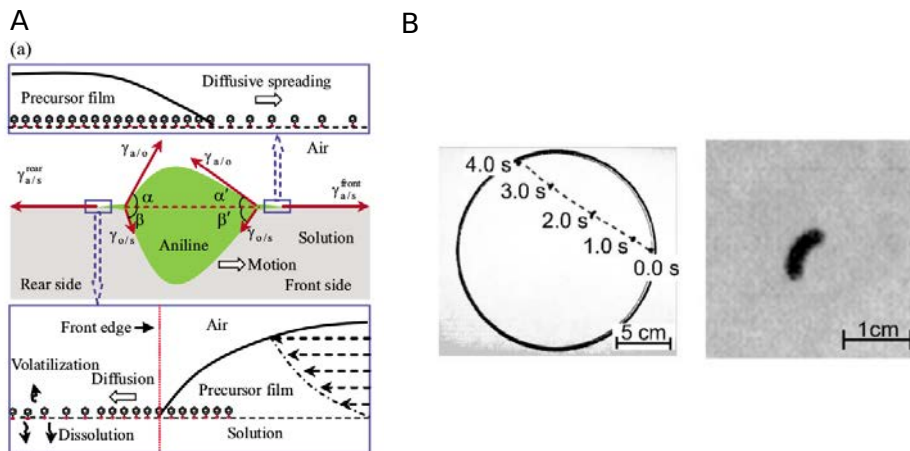 A
B
(a)
Diffusive spreading
Precursor film
Air
γa/o
γa/o
γa/s rear
γa/s front
α
α′
β
β′
γo/s
γo/s
Aniline
Solution
Motion
Rear side
Front side
Front edge
Air
Volatilization
Diffusion
Precursor film
Dissolution
Solution
4.0 s
3.0 s
2.0 s
1.0 s
0.0 s
5 cm
1cm